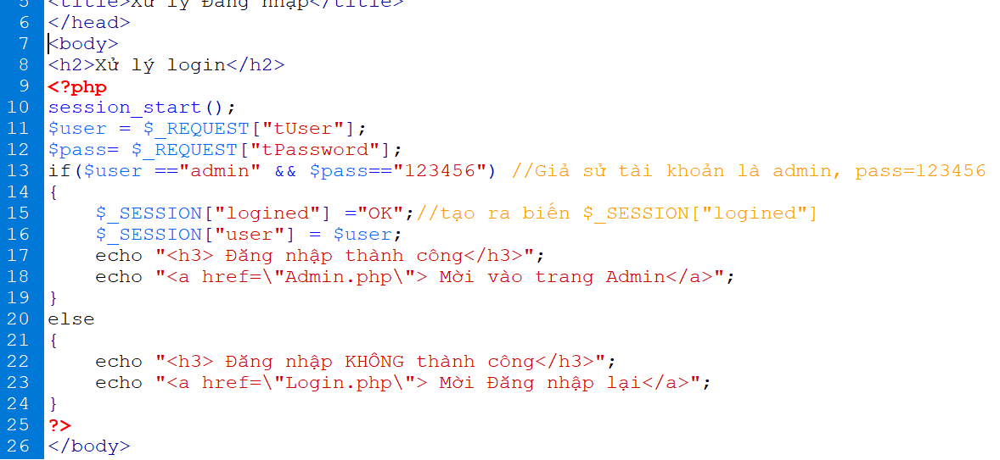 5 <title>Xử lý Đăng nhập</title>
6 </head>
7 <body>
8 <h2>Xử lý login</h2>
9 <?php
10 session_start();
11 $user = $_REQUEST["tUser"];
12 $pass= $_REQUEST["tPassword"];
13 if($user =="admin" && $pass=="123456") //Giả sử tài khoản là admin, pass=123456
14 {
15     $_SESSION["logined"] ="OK";//tạo ra biến $_SESSION["logined"]
16     $_SESSION["user"] = $user;
17     echo "<h3> Đăng nhập thành công</h3>";
18     echo "<a href=\"Admin.php\"> Mời vào trang Admin</a>";
19 }
20 else
21 {
22     echo "<h3> Đăng nhập KHÔNG thành công</h3>";
23     echo "<a href=\"Login.php\"> Mời Đăng nhập lại</a>";
24 }
25 ?>
26 </body>